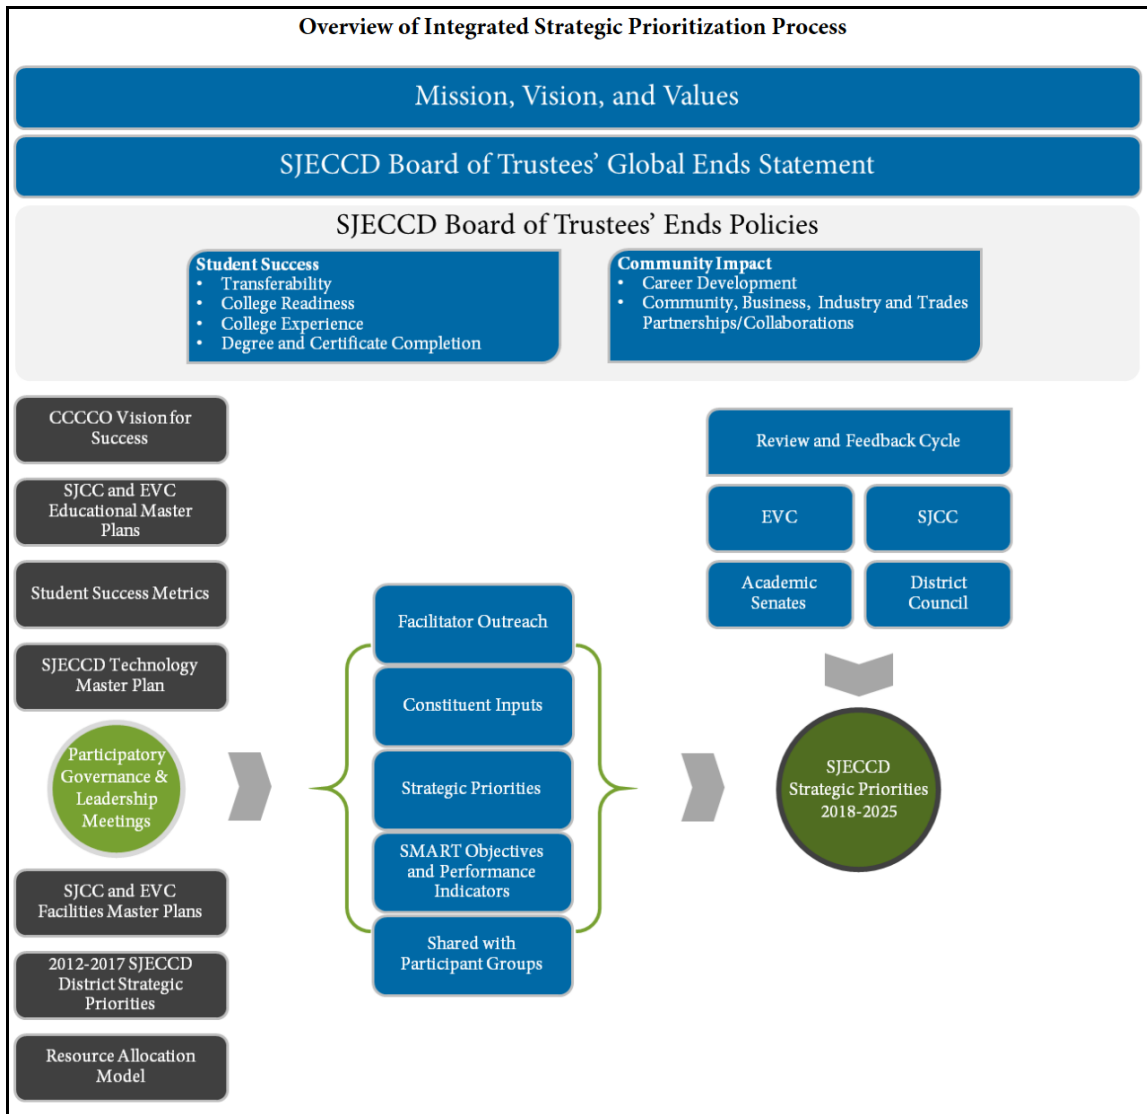 Overview of Integrated Strategic Prioritization Process
Mission, Vision, and Values
SJECCD Board of Trustees' Global Ends Statement
SJECCD Board of Trustees' Ends Policies
Student Success
• Transferability
• College Readiness
• College Experience
• Degree and Certificate Completion
Community Impact
• Career Development
• Community, Business, Industry and Trades
Partnerships/Collaborations
CCCCO Vision for
Success
SJCC and EVC
Educational Master
Plans
Student Success Metrics
SJECCD Technology
Master Plan
Participatory
Governance &
Leadership
Meetings
SJCC and EVC
Facilities Master Plans
2012-2017 SJECCD
District Strategic
Priorities
Resource Allocation
Model
Facilitator Outreach
Constituent Inputs
Strategic Priorities
SMART Objectives
and Performance
Indicators
Shared with
Participant Groups
Review and Feedback Cycle
EVC
SJCC
Academic
Senates
District
Council
SJECCD
Strategic Priorities
2018-2025